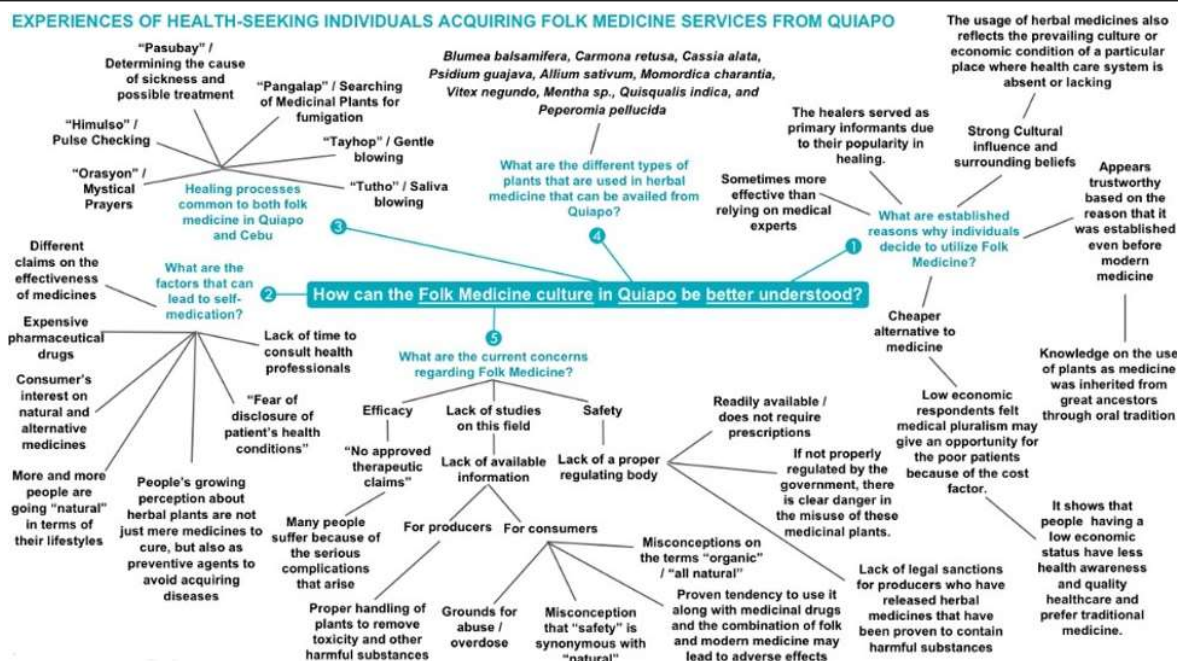 EXPERIENCES OF HEALTH-SEEKING INDIVIDUALS ACQUIRING FOLK MEDICINE SERVICES FROM QUIAPO
How can the Folk Medicine culture in Quiapo be better understood?
1
What are established
reasons why individuals
decide to utilize Folk
Medicine?
Sometimes more
effective than
relying on medical
experts
The healers served as
primary informants due
to their popularity in
healing.
Strong Cultural
influence and
surrounding beliefs
The usage of herbal medicines also
reflects the prevailing culture or
economic condition of a particular
place where health care system is
absent or lacking
Appears
trustworthy
based on the
reason that it
was established
even before
modern
medicine
Knowledge on the use
of plants as medicine
was inherited from
great ancestors
through oral tradition
Cheaper
alternative to
medicine
Low economic
respondents felt
medical pluralism may
give an opportunity for
the poor patients
because of the cost
factor.
It shows that
people having a
low economic
status have less
health awareness
and quality
healthcare and
prefer traditional
medicine.
2
What are the
factors that can
lead to self-
medication?
Different
claims on the
effectiveness
of medicines
Expensive
pharmaceutical
drugs
Consumer's
interest on
natural and
alternative
medicines
More and more
people are
going "natural"
in terms of
their lifestyles
People's growing
perception about
herbal plants are not
just mere medicines to
cure, but also as
preventive agents to
avoid acquiring
diseases
"Fear of
disclosure of
patient's health
conditions"
Lack of time to
consult health
professionals
3
Healing processes
common to both folk
medicine in Quiapo
and Cebu
"Orasyon" /
Mystical
Prayers
"Himulso" /
Pulse Checking
"Pasubay" /
Determining the cause
of sickness and
possible treatment
"Pangalap" / Searching
of Medicinal Plants for
fumigation
"Tayhop" / Gentle
blowing
"Tutho" / Saliva
blowing
4
What are the different types of
plants that are used in herbal
medicine that can be availed from
Quiapo?
Blumea balsamifera, Carmona retusa, Cassia alata,
Psidium guajava, Allium sativum, Momordica charantia,
Vitex negundo, Mentha sp., Quisqualis indica, and
Peperomia pellucida
5
What are the current concerns
regarding Folk Medicine?
Efficacy
"No approved
therapeutic
claims"
Many people
suffer because of
the serious
complications
that arise
Lack of studies
on this field
Lack of available
information
For producers
Proper handling of
plants to remove
toxicity and other
harmful substances
For consumers
Grounds for
abuse /
overdose
Misconception
that "safety" is
synonymous with
"natural"
Proven tendency to use it
along with medicinal drugs
and the combination of folk
and modern medicine may
lead to adverse effects
Misconceptions on
the terms "organic"
/ "all natural"
Safety
Lack of a proper
regulating body
Readily available /
does not require
prescriptions
If not properly
regulated by the
government, there
is clear danger in
the misuse of these
medicinal plants.
Lack of legal sanctions
for producers who have
released herbal
medicines that have
been proven to contain
harmful substances